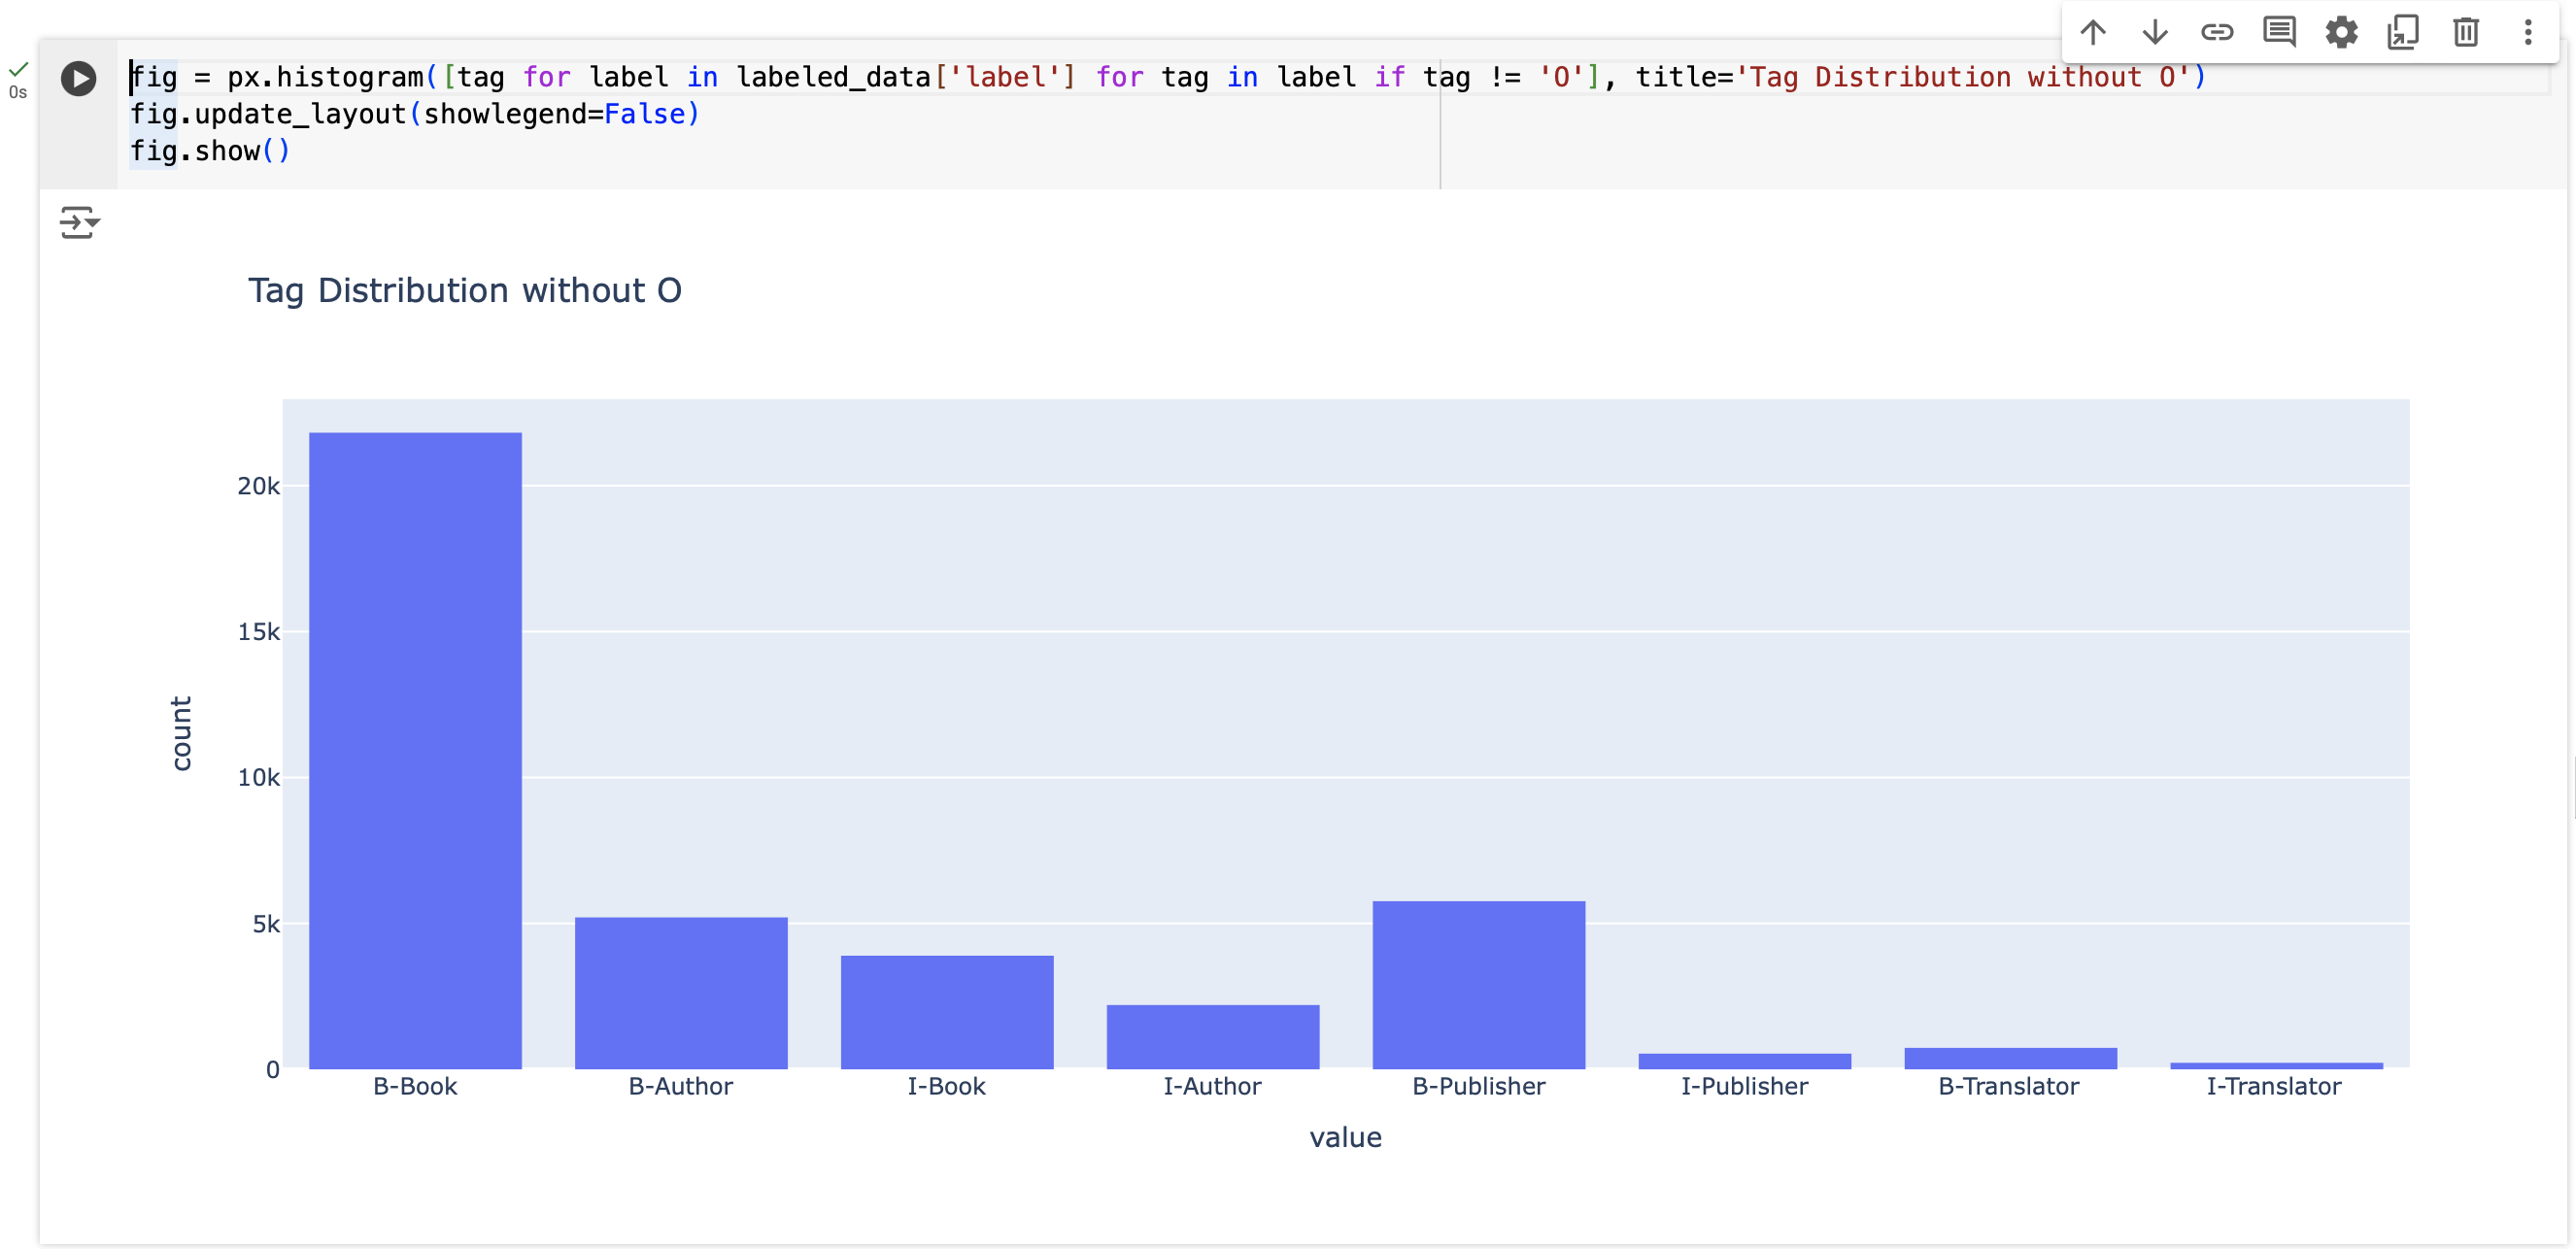 0s
fig = px.histogram([tag for label in labeled_data['label'] for tag in label if tag != 'O'], title='Tag Distribution without O')
fig.update_layout(showlegend=False)
fig.show()
Tag Distribution without O
count
20k
15k
10k
5k
0
B-Book B-Author I-Book I-Author B-Publisher I-Publisher B-Translator I-Translator
value